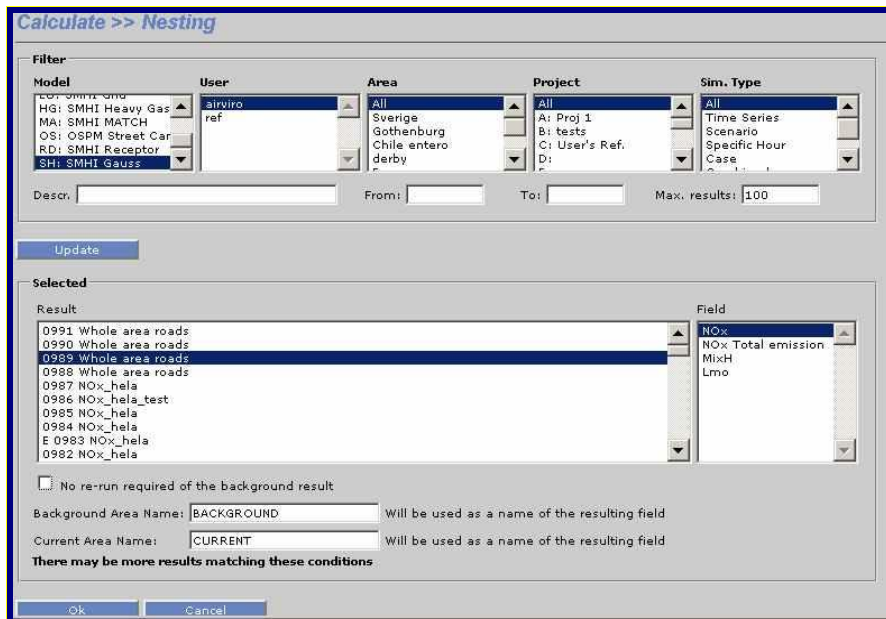 Calculate >> Nesting
Filter
Model User Area Project Sim. Type
HG: SMHI Heavy Gas
MA: SMHI MATCH
OS: OSPM Street Car
RD: SMHI Receptor
SH: SMHI Gauss
airviro
ref
All
Sverige
Gothenburg
Chile entero
derby
All
A: Proj 1
B: tests
C: User's Ref.
D:
All
Time Series
Scenario
Specific Hour
Case
Descr. From: To: Max. results: 100
Update
Selected
Result Field
0991 Whole area roads
0990 Whole area roads
0989 Whole area roads
0988 Whole area roads
0987 NOx_hela
0986 NOx_hela_test
0985 NOx_hela
0984 NOx_hela
E 0983 NOx_hela
0982 NOx_hela
NOx
NOx Total emission
MixH
Lmo
No re-run required of the background result
Background Area Name: BACKGROUND Will be used as a name of the resulting field
Current Area Name: CURRENT Will be used as a name of the resulting field
There may be more results matching these conditions
Ok Cancel